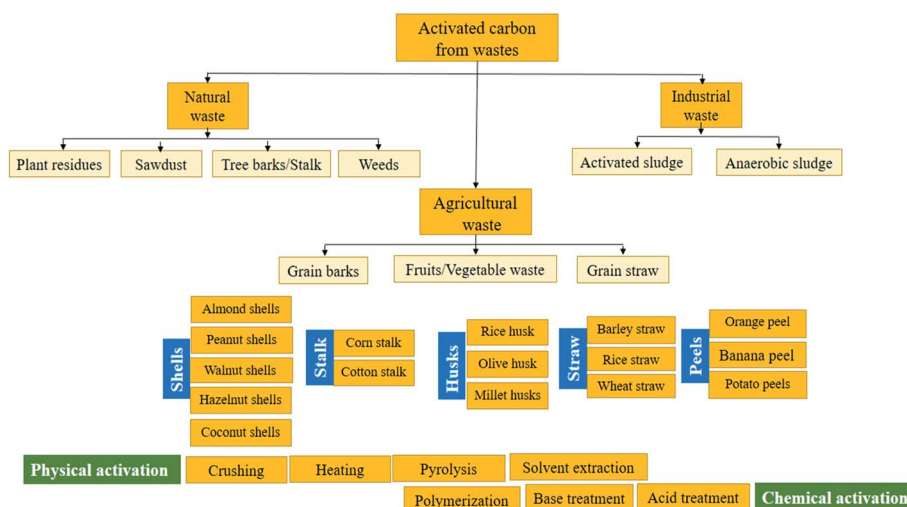 Activated carbon
from wastes
Natural
waste
Industrial
waste
Plant residues
Sawdust
Tree barks/Stalk
Weeds
Activated sludge
Anaerobic sludge
Agricultural
waste
Grain barks
Fruits/Vegetable waste
Grain straw
Shells
Almond shells
Peanut shells
Walnut shells
Hazelnut shells
Coconut shells
Stalk
Corn stalk
Cotton stalk
Husks
Rice husk
Olive husk
Millet husks
Straw
Barley straw
Rice straw
Wheat straw
Peels
Orange peel
Banana peel
Potato peels
Physical activation
Crushing
Heating
Pyrolysis
Solvent extraction
Polymerization
Base treatment
Acid treatment
Chemical activation